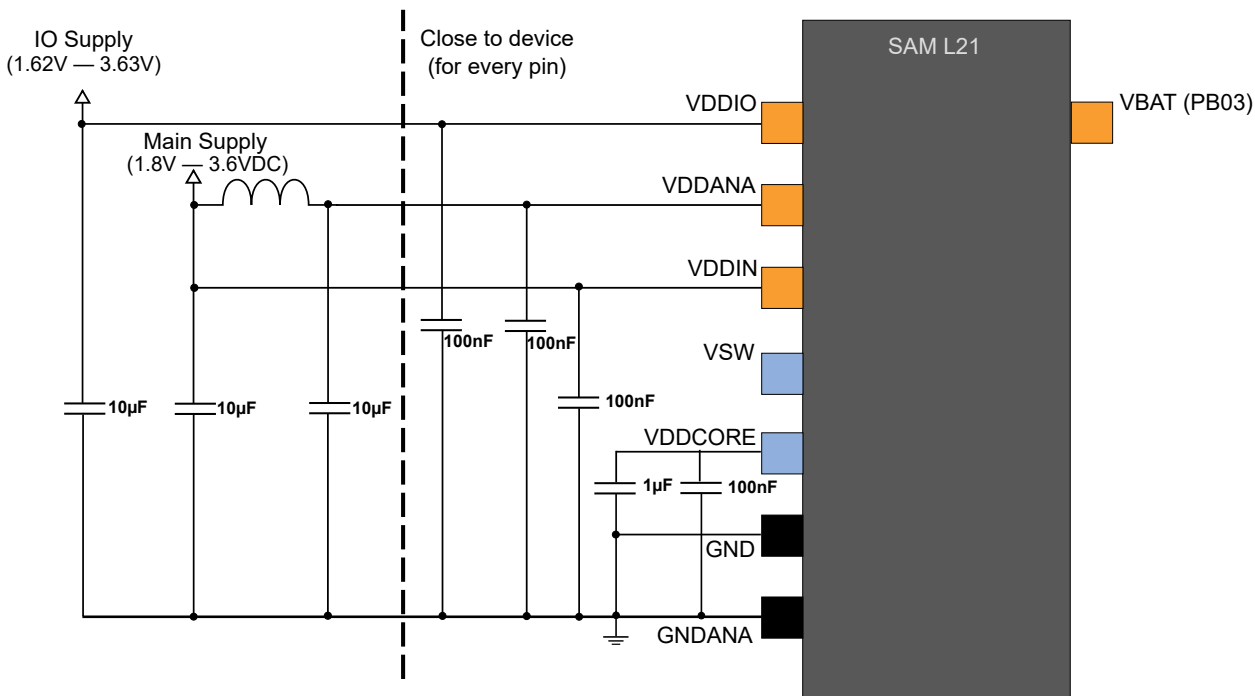 IO Supply
(1.62V — 3.63V)
Close to device
(for every pin)
SAM L21
VDDIO
VBAT (PB03)
Main Supply
(1.8V — 3.6VDC)
VDDANA
VDDIN
100nF
100nF
VSW
10µF
10µF
10µF
100nF
VDDCORE
1µF
100nF
GND
GNDANA